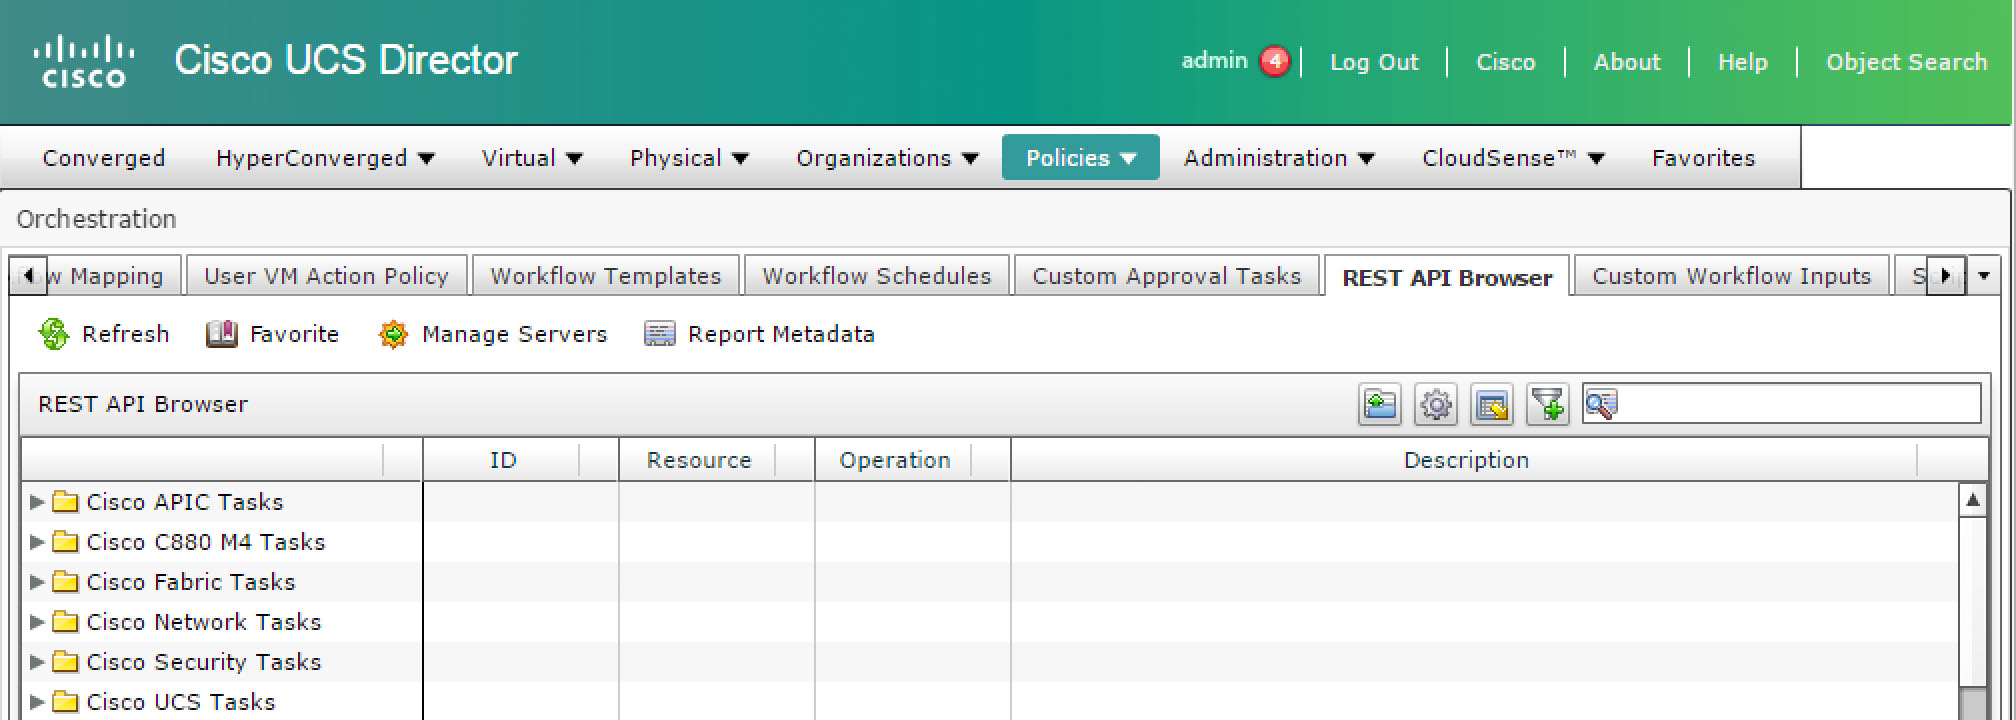 CISCO Cisco UCS Director admin 4 Log Out Cisco About Help Object Search
Converged HyperConverged Virtual Physical Organizations Policies Administration CloudSense™ Favorites
Orchestration
Mapping User VM Action Policy Workflow Templates Workflow Schedules Custom Approval Tasks REST API Browser Custom Workflow Inputs
Refresh Favorite Manage Servers Report Metadata
REST API Browser
ID Resource Operation Description
Cisco APIC Tasks
Cisco C880 M4 Tasks
Cisco Fabric Tasks
Cisco Network Tasks
Cisco Security Tasks
Cisco UCS Tasks